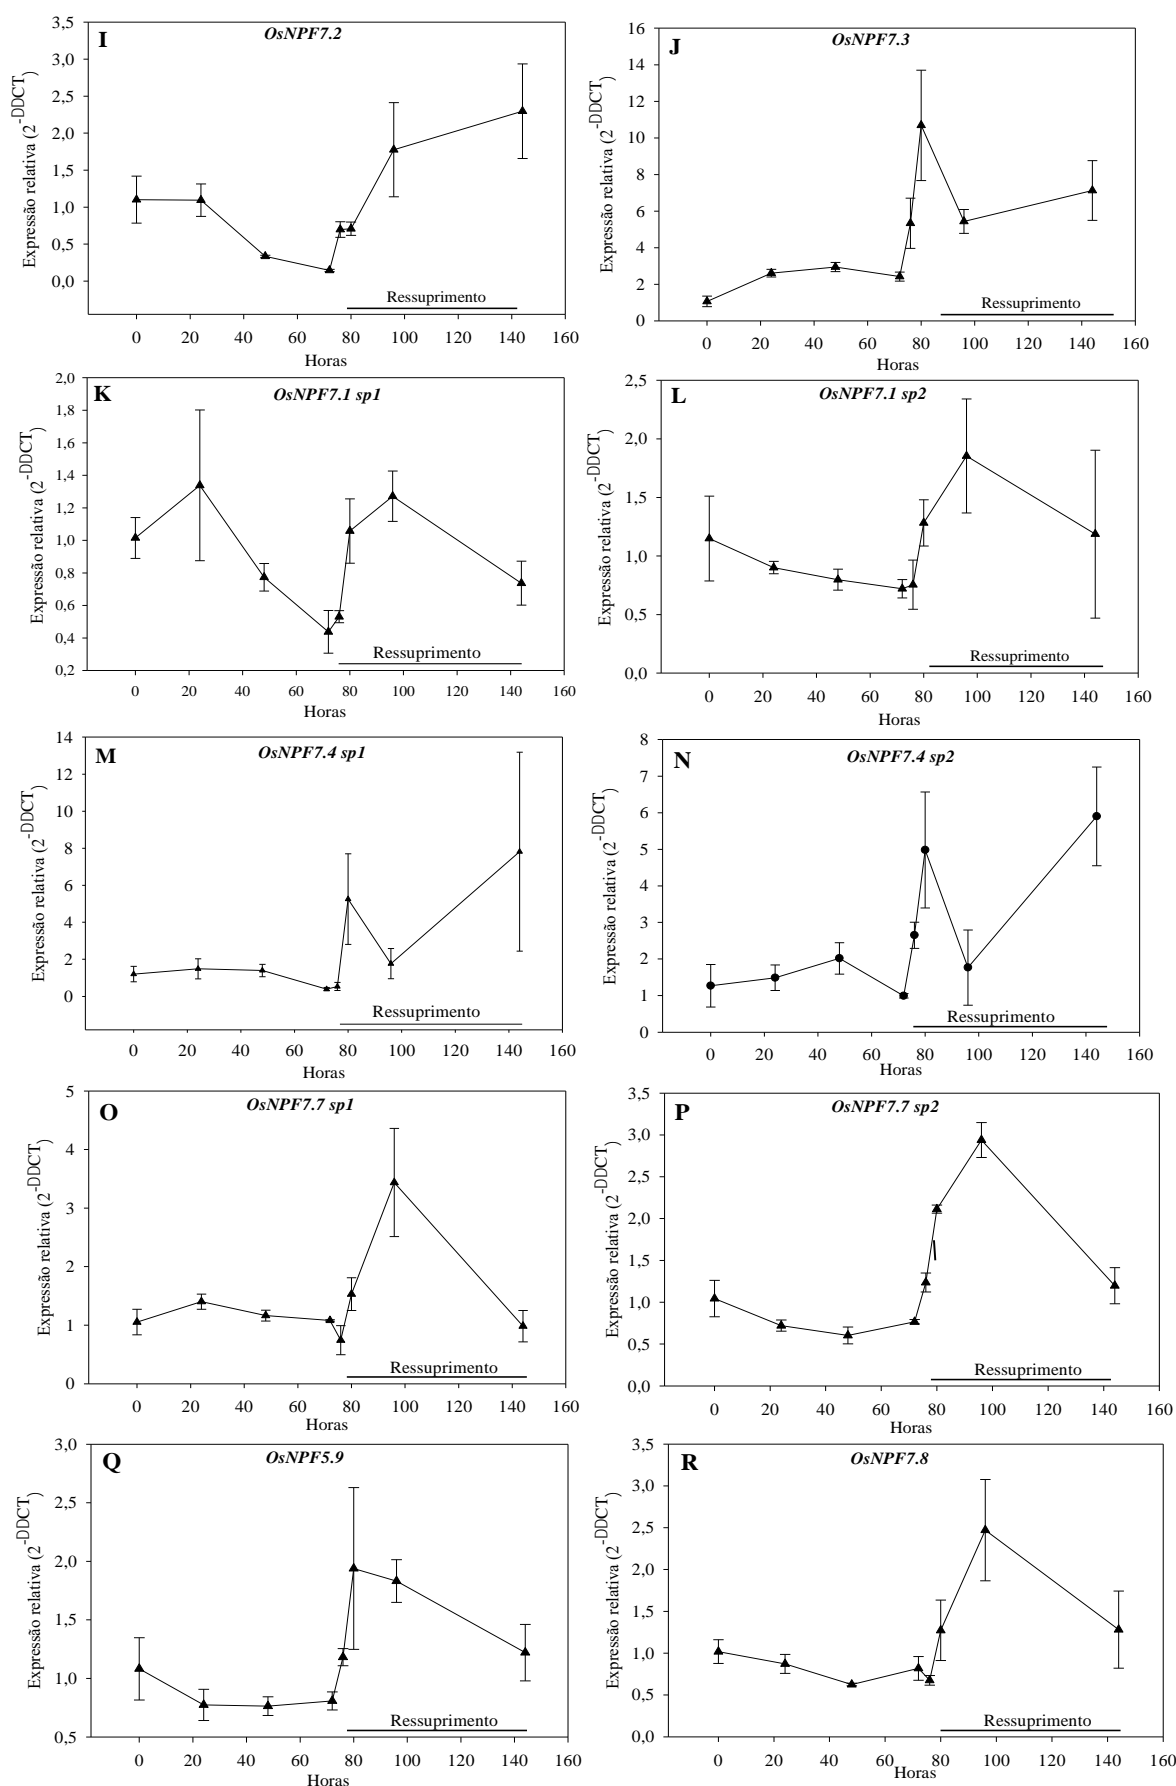 I
OsNPF7.2
Expressão relativa (2^-DDCT)
3,5
3,0
2,5
2,0
1,5
1,0
0,5
0,0
Ressuprimento
0 20 40 60 80 100 120 140 160
Horas
J
OsNPF7.3
Expressão relativa (2^-DDCT)
16
14
12
10
8
6
4
2
0
Ressuprimento
0 20 40 60 80 100 120 140 160
Horas
K
OsNPF7.1 sp1
Expressão relativa (2^-DDCT)
2,0
1,8
1,6
1,4
1,2
1,0
0,8
0,6
0,4
0,2
Ressuprimento
0 20 40 60 80 100 120 140 160
Horas
L
OsNPF7.1 sp2
Expressão relativa (2^-DDCT)
2,5
2,0
1,5
1,0
0,5
0,0
Ressuprimento
0 20 40 60 80 100 120 140 160
Horas
M
OsNPF7.4 sp1
Expressão relativa (2^-DDCT)
14
12
10
8
6
4
2
0
Ressuprimento
0 20 40 60 80 100 120 140 160
Horas
N
OsNPF7.4 sp2
Expressão relativa (2^-DDCT)
8
7
6
5
4
3
2
1
0
Ressuprimento
0 20 40 60 80 100 120 140 160
Horas
O
OsNPF7.7 sp1
Expressão relativa (2^-DDCT)
5
4
3
2
1
0
Ressuprimento
0 20 40 60 80 100 120 140 160
Horas
P
OsNPF7.7 sp2
Expressão relativa (2^-DDCT)
3,5
3,0
2,5
2,0
1,5
1,0
0,5
0,0
Ressuprimento
0 20 40 60 80 100 120 140 160
Horas
Q
OsNPF5.9
Expressão relativa (2^-DDCT)
3,0
2,5
2,0
1,5
1,0
0,5
Ressuprimento
0 20 40 60 80 100 120 140 160
Horas
R
OsNPF7.8
Expressão relativa (2^-DDCT)
3,5
3,0
2,5
2,0
1,5
1,0
0,5
0,0
Ressuprimento
0 20 40 60 80 100 120 140 160
Horas